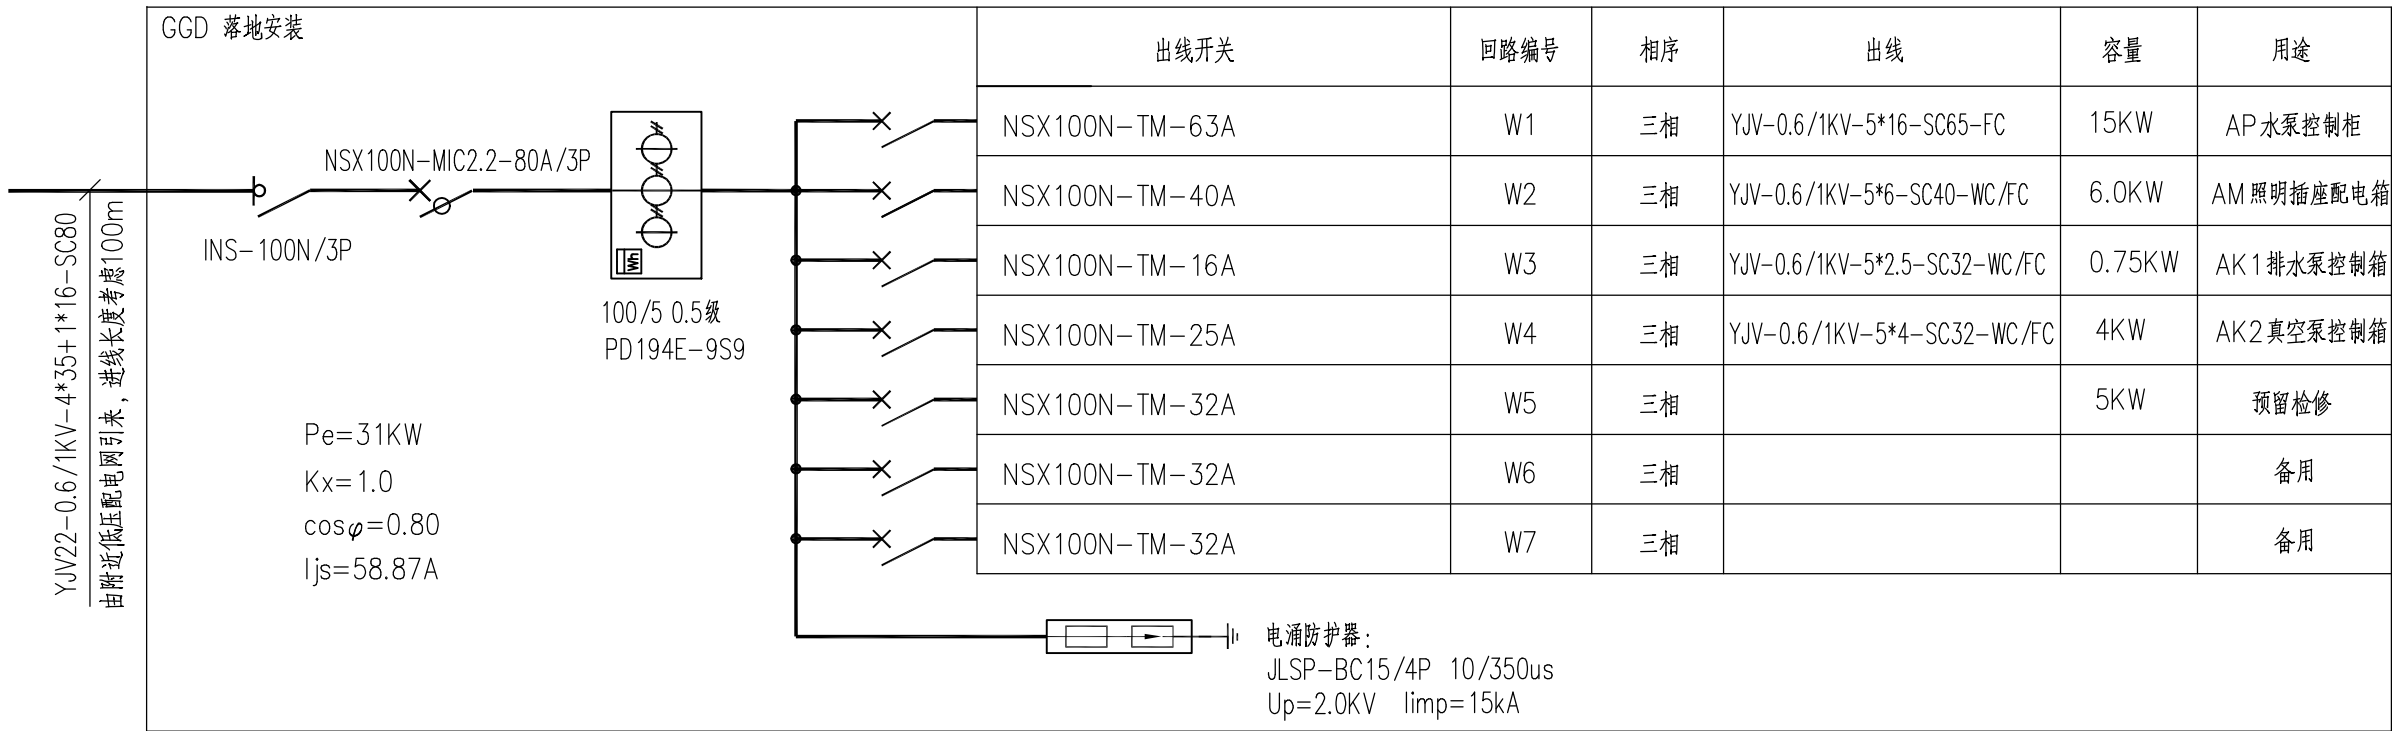 GGD 落地安装
YJV22-0.6/1KV-4*35+1*16-SC80
由附近低压配电网引来，进线长度考虑100m
INS-100N/3P
NSX100N-MIC2.2-80A/3P
Wh
100/5 0.5级
PD194E-9S9
Pe=31KW
Kx=1.0
cosφ=0.80
Ijs=58.87A
出线开关 回路编号 相序 出线 容量 用途
NSX100N-TM-63A W1 三相 YJV-0.6/1KV-5*16-SC65-FC 15KW AP水泵控制柜
NSX100N-TM-40A W2 三相 YJV-0.6/1KV-5*6-SC40-WC/FC 6.0KW AM照明插座配电箱
NSX100N-TM-16A W3 三相 YJV-0.6/1KV-5*2.5-SC32-WC/FC 0.75KW AK1排水泵控制箱
NSX100N-TM-25A W4 三相 YJV-0.6/1KV-5*4-SC32-WC/FC 4KW AK2真空泵控制箱
NSX100N-TM-32A W5 三相 5KW 预留检修
NSX100N-TM-32A W6 三相 备用
NSX100N-TM-32A W7 三相 备用
电涌防护器：
JLSP-BC15/4P 10/350us
Up=2.0KV Iimp=15kA